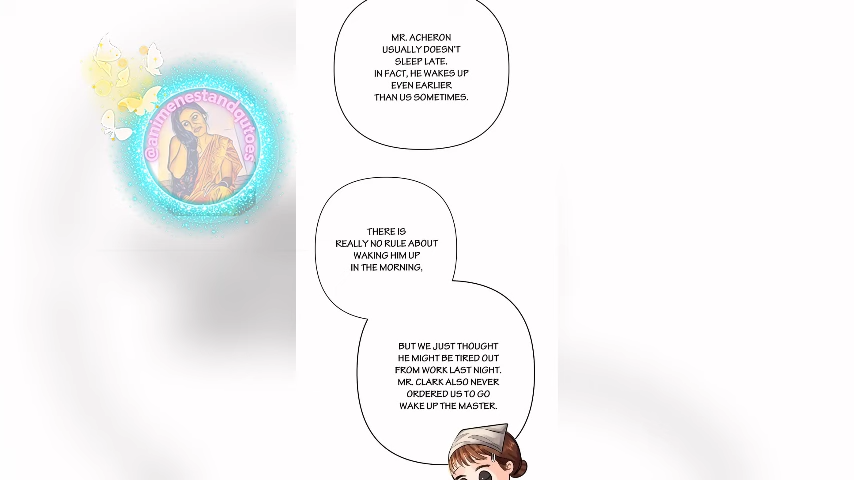 MR. ACHERON
USUALLY DOESN'T
SLEEP LATE.
IN FACT, HE WAKES UP
EVEN EARLIER
THAN US SOMETIMES.
@animenestandqutoes
THERE IS
REALLY NO RULE ABOUT
WAKING HIM UP
IN THE MORNING,
BUT WE JUST THOUGHT
HE MIGHT BE TIRED OUT
FROM WORK LAST NIGHT.
MR. CLARK ALSO NEVER
ORDERED US TO GO
WAKE UP THE MASTER.